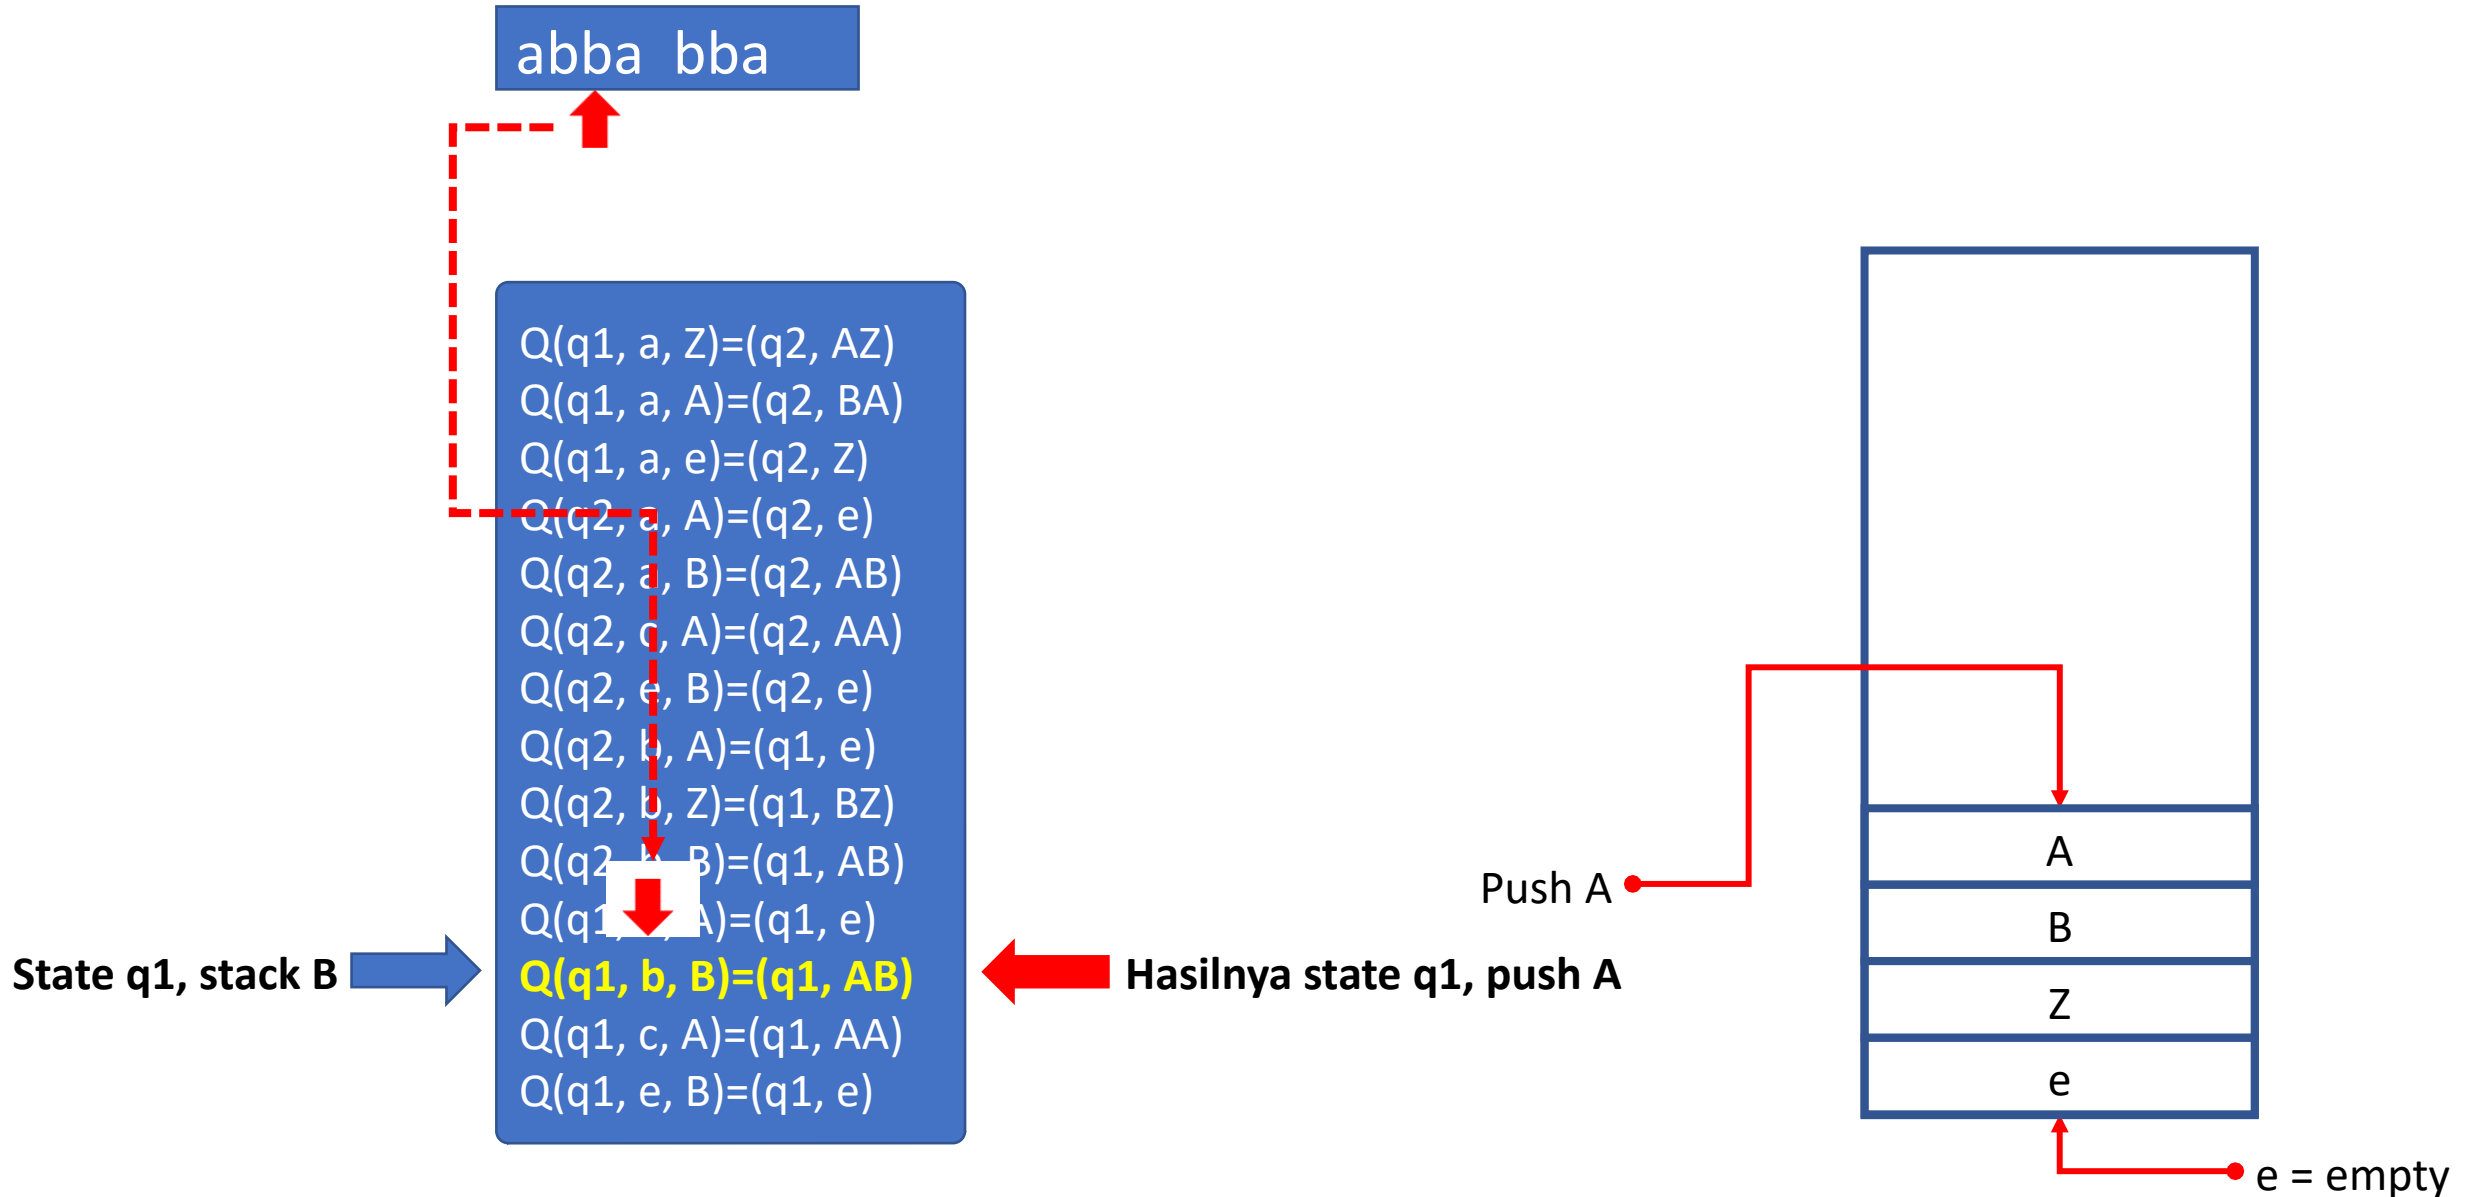 abba bba
Q(q1, a, Z)=(q2, AZ)
Q(q1, a, A)=(q2, BA)
Q(q1, a, e)=(q2, Z)
Q(q2, a, A)=(q2, e)
Q(q2, a, B)=(q2, AB)
Q(q2, c, A)=(q2, AA)
Q(q2, e, B)=(q2, e)
Q(q2, b, A)=(q1, e)
Q(q2, b, Z)=(q1, BZ)
Q(q2, b, B)=(q1, AB)
Q(q1, A)=(q1, e)
State q1, stack B
Q(q1, b, B)=(q1, AB)
Hasilnya state q1, push A
Q(q1, c, A)=(q1, AA)
Q(q1, e, B)=(q1, e)
Push A
A
B
Z
e
e = empty